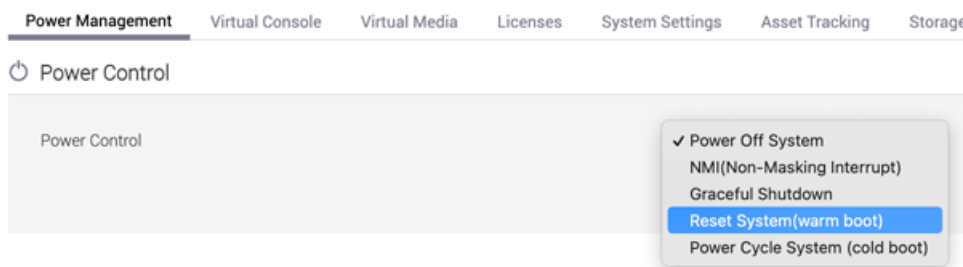 Power Management Virtual Console Virtual Media Licenses System Settings Asset Tracking Storage
Power Control
Power Control
✓ Power Off System
NMI(Non-Masking Interrupt)
Graceful Shutdown
Reset System(warm boot)
Power Cycle System (cold boot)